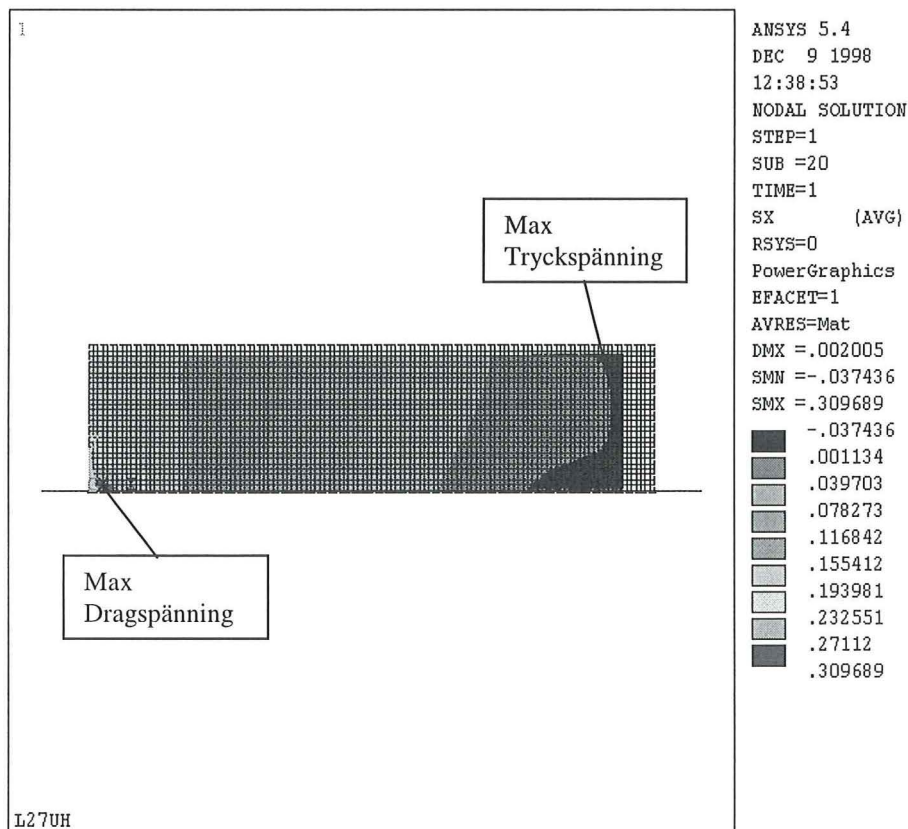 1
ANSYS 5.4
DEC 9 1998
12:38:53
NODAL SOLUTION
STEP=1
SUB =20
TIME=1
SX (AVG)
RSYS=0
PowerGraphics
EFACET=1
AVRES=Mat
DMX =.002005
SMN =-.037436
SMX =.309689
-.037436
.001134
.039703
.078273
.116842
.155412
.193981
.232551
.27112
.309689
Max
Tryckspänning
Max
Dragspänning
L27UH